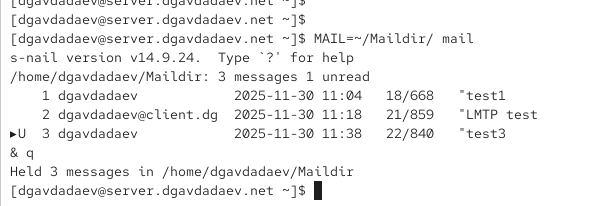 [dgavdadaev@server.dgavdadaev.net ~]$
[dgavdadaev@server.dgavdadaev.net ~]$
[dgavdadaev@server.dgavdadaev.net ~]$ MAIL=~/Maildir/ mail
s-nail version v14.9.24.  Type `?' for help
/home/dgavdadaev/Maildir: 3 messages 1 unread
    1 dgavdadaev            2025-11-30 11:04   18/668   "test1
    2 dgavdadaev@client.dg  2025-11-30 11:18   21/859   "LMTP test
▸U  3 dgavdadaev            2025-11-30 11:38   22/840   "test3
& q
Held 3 messages in /home/dgavdadaev/Maildir
[dgavdadaev@server.dgavdadaev.net ~]$